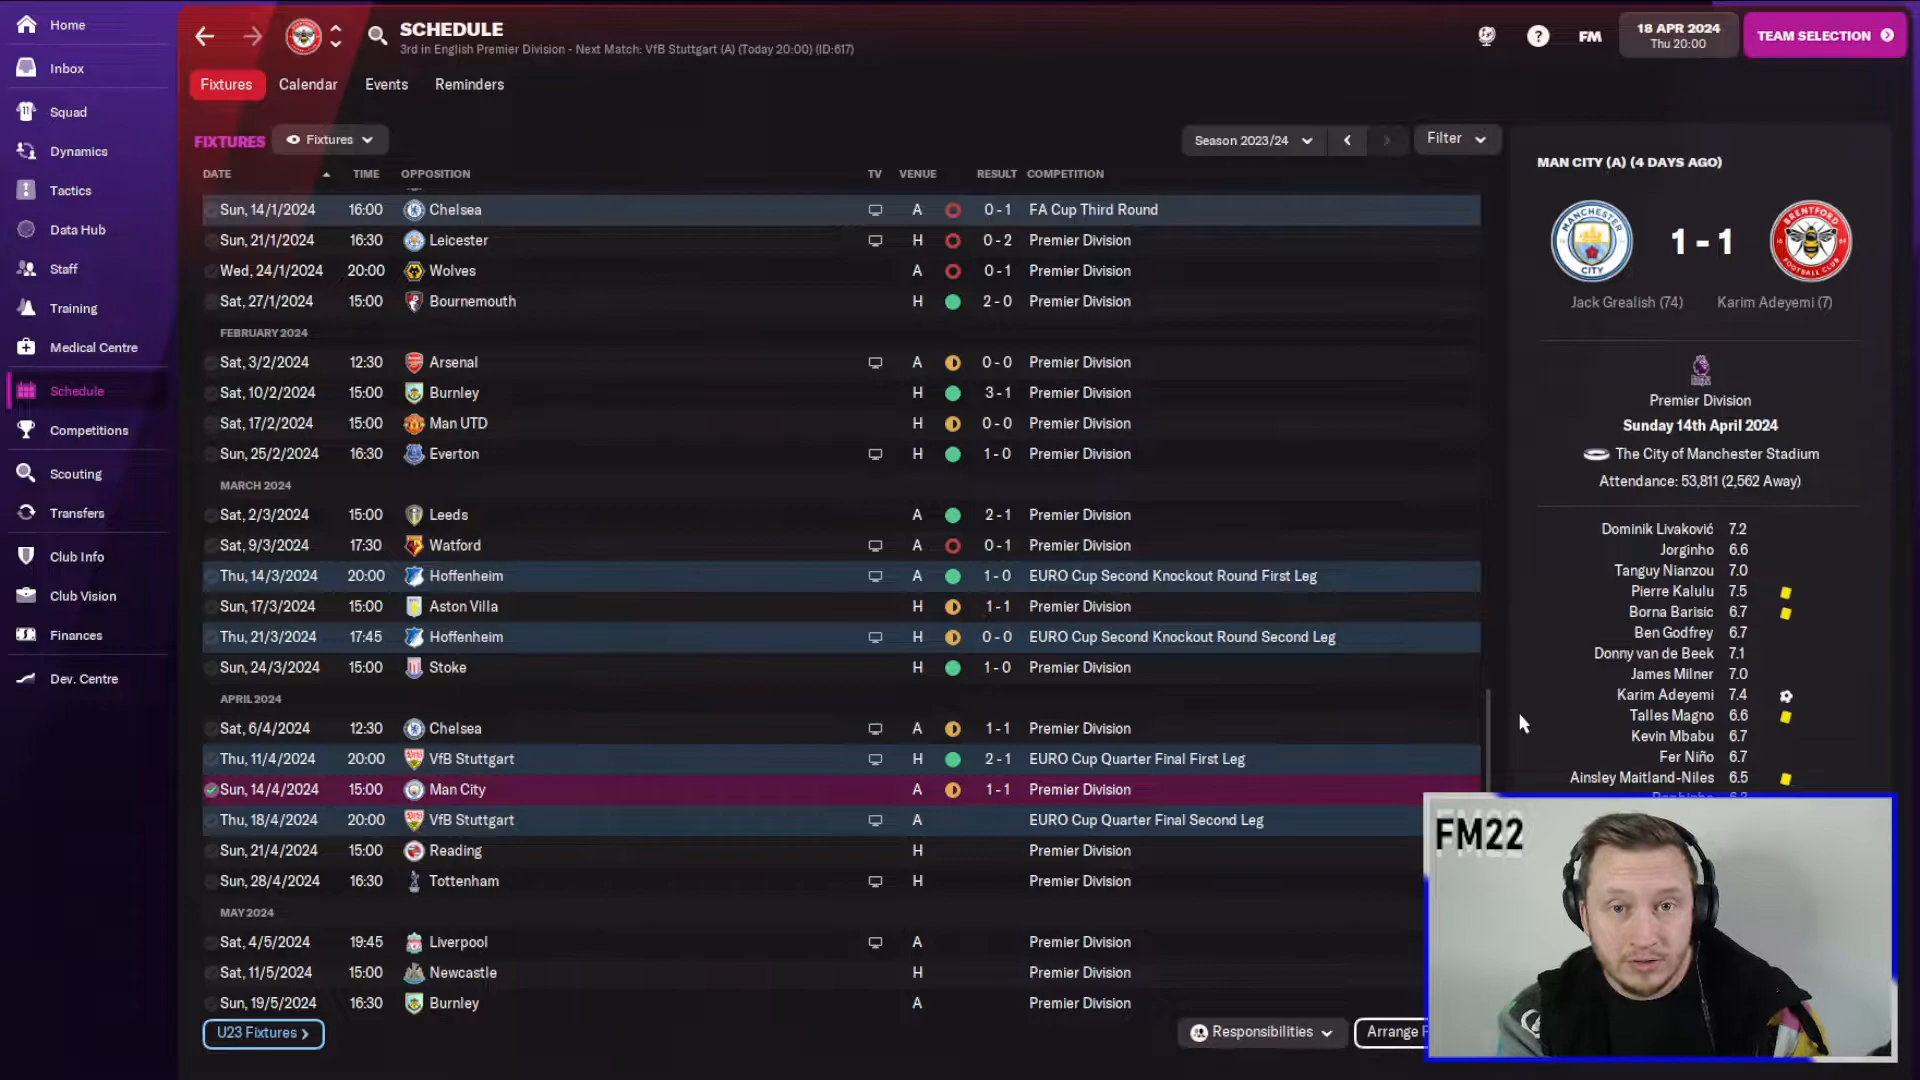 Home
Inbox
Squad
Dynamics
Tactics
Data Hub
Staff
Training
Medical Centre
Schedule
Competitions
Scouting
Transfers
Club Info
Club Vision
Finances
Dev. Centre
SCHEDULE
3rd in English Premier Division - Next Match: VfB Stuttgart (A) (Today 20:00) (ID:617)
FM
18 APR 2024
Thu 20:00
TEAM SELECTION
Fixtures Calendar Events Reminders
FIXTURES Fixtures Season 2023/24 Filter
DATE TIME OPPOSITION TV VENUE RESULT COMPETITION
Sun, 14/1/2024 16:00 Chelsea A 0 - 1 FA Cup Third Round
Sun, 21/1/2024 16:30 Leicester H 0 - 2 Premier Division
Wed, 24/1/2024 20:00 Wolves A 0 - 1 Premier Division
Sat, 27/1/2024 15:00 Bournemouth H 2 - 0 Premier Division
FEBRUARY 2024
Sat, 3/2/2024 12:30 Arsenal A 0 - 0 Premier Division
Sat, 10/2/2024 15:00 Burnley H 3 - 1 Premier Division
Sat, 17/2/2024 15:00 Man UTD H 0 - 0 Premier Division
Sun, 25/2/2024 16:30 Everton H 1 - 0 Premier Division
MARCH 2024
Sat, 2/3/2024 15:00 Leeds A 2 - 1 Premier Division
Sat, 9/3/2024 17:30 Watford A 0 - 1 Premier Division
Thu, 14/3/2024 20:00 Hoffenheim A 1 - 0 EURO Cup Second Knockout Round First Leg
Sun, 17/3/2024 15:00 Aston Villa H 1 - 1 Premier Division
Thu, 21/3/2024 17:45 Hoffenheim H 0 - 0 EURO Cup Second Knockout Round Second Leg
Sun, 24/3/2024 15:00 Stoke H 1 - 0 Premier Division
APRIL 2024
Sat, 6/4/2024 12:30 Chelsea A 1 - 1 Premier Division
Thu, 11/4/2024 20:00 VfB Stuttgart H 2 - 1 EURO Cup Quarter Final First Leg
Sun, 14/4/2024 15:00 Man City A 1 - 1 Premier Division
Thu, 18/4/2024 20:00 VfB Stuttgart A EURO Cup Quarter Final Second Leg
Sun, 21/4/2024 15:00 Reading H Premier Division
Sun, 28/4/2024 16:30 Tottenham H Premier Division
MAY 2024
Sat, 4/5/2024 19:45 Liverpool A Premier Division
Sat, 11/5/2024 15:00 Newcastle H Premier Division
Sun, 19/5/2024 16:30 Burnley A Premier Division
U23 Fixtures
Responsibilities
Arrange
MAN CITY (A) (4 DAYS AGO)
MANCHESTER
CITY
1 - 1
BRENTFORD
FOOTBALL CLUB
Jack Grealish (74) Karim Adeyemi (7)
Premier Division
Sunday 14th April 2024
The City of Manchester Stadium
Attendance: 53,811 (2,562 Away)
Dominik Livaković 7.2
Jorginho 6.6
Tanguy Nianzou 7.0
Pierre Kalulu 7.5
Borna Barisic 6.7
Ben Godfrey 6.7
Donny van de Beek 7.1
James Milner 7.0
Karim Adeyemi 7.4
Talles Magno 6.6
Kevin Mbabu 6.7
Fer Niño 6.7
Ainsley Maitland-Niles 6.5
FM22